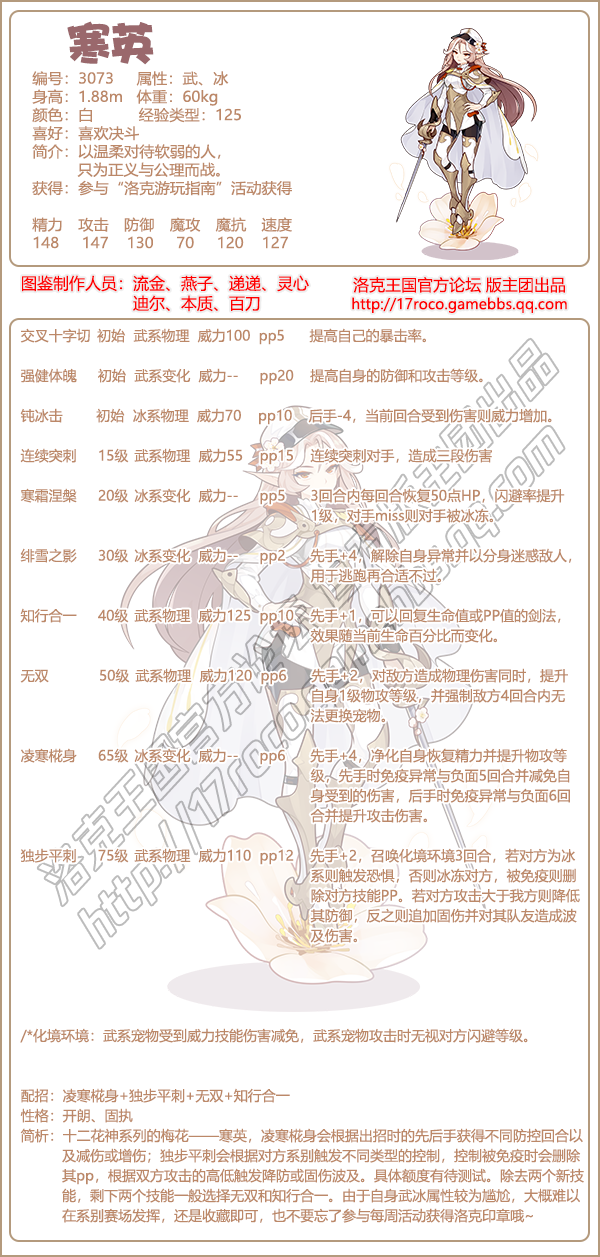 寒英
编号：3073 属性：武、冰
身高：1.88m 体重：60kg
颜色：白 经验类型：125
喜好：喜欢决斗
简介：以温柔对待软弱的人，
只为正义与公理而战。
获得：参与“洛克游玩指南”活动获得
精力 攻击 防御 魔攻 魔抗 速度
148 147 130 70 120 127
图鉴制作人员：流金、燕子、递递、灵心
迪尔、本质、百刀
洛克王国官方论坛 版主团出品
http://17roco.gamebbs.qq.com
交叉十字切 初始 武系物理 威力100 pp5 提高自己的暴击率。
强健体魄 初始 武系变化 威力-- pp20 提高自身的防御和攻击等级。
钝冰击 初始 冰系物理 威力70 pp10 后手-4，当前回合受到伤害则威力增加。
连续突刺 15级 武系物理 威力55 pp15 连续突刺对手，造成三段伤害
寒霜涅槃 20级 冰系变化 威力-- pp5 3回合内每回合恢复50点HP，闪避率提升
1级，对手miss则对手被冰冻。
绯雪之影 30级 冰系变化 威力-- pp2 先手+4，解除自身异常并以分身迷惑敌人，
用于逃跑再合适不过。
知行合一 40级 武系物理 威力125 pp10 先手+1，可以回复生命值或PP值的剑法，
效果随当前生命百分比而变化。
无双 50级 武系物理 威力120 pp6 先手+2，对敌方造成物理伤害同时，提升
自身1级物攻等级，并强制敌方4回合内无
法更换宠物。
凌寒椛身 65级 冰系变化 威力-- pp6 先手+4，净化自身恢复精力并提升物攻等
级，先手时免疫异常与负面5回合并减免自
身受到的伤害，后手时免疫异常与负面6回
合并提升攻击伤害。
独步平刺 75级 武系物理 威力110 pp12 先手+2，召唤化境环境3回合，若对方为冰
系则触发恐惧，否则冰冻对方，被免疫则删
除对方技能PP。若对方攻击大于我方则降低
其防御，反之则追加固伤并对其队友造成波
及伤害。
/*化境环境：武系宠物受到威力技能伤害减免，武系宠物攻击时无视对方闪避等级。
配招：凌寒椛身+独步平刺+无双+知行合一
性格：开朗、固执
简析：十二花神系列的梅花——寒英，凌寒椛身会根据出招时的先后手获得不同防控回合以
及减伤或增伤；独步平刺会根据对方系别触发不同类型的控制，控制被免疫时会删除
其pp，根据双方攻击的高低触发降防或固伤波及。具体额度有待测试。除去两个新技
能，剩下两个技能一般选择无双和知行合一。由于自身武冰属性较为尴尬，大概难以
在系别赛场发挥，还是收藏即可，也不要忘了参与每周活动获得洛克印章哦~
洛克王国官方论坛版主团出品
http://17roco.gamebbs.qq.com